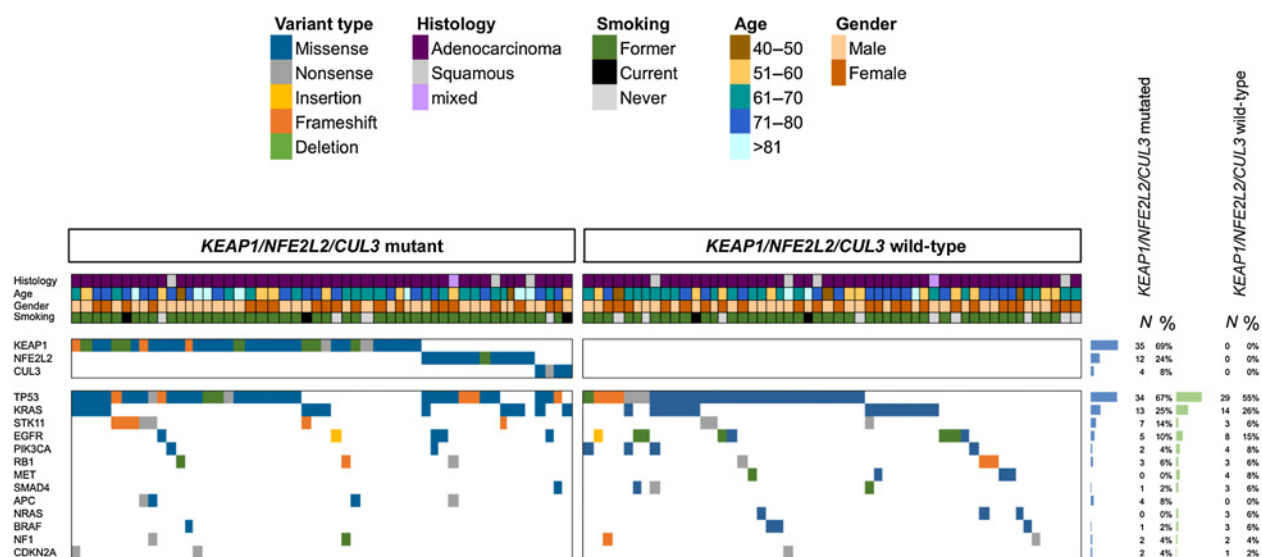 Variant type
Missense
Nonsense
Insertion
Frameshift
Deletion
Histology
Adenocarcinoma
Squamous
mixed
Smoking
Former
Current
Never
Age
40–50
51–60
61–70
71–80
>81
Gender
Male
Female
KEAP1/NFE2L2/CUL3 mutated
KEAP1/NFE2L2/CUL3 wild-type
KEAP1/NFE2L2/CUL3 mutant
KEAP1/NFE2L2/CUL3 wild-type
Histology
Age
Gender
Smoking
N % N %
KEAP1 35 69% 0 0%
NFE2L2 12 24% 0 0%
CUL3 4 8% 0 0%
TP53 34 67% 29 55%
KRAS 13 25% 14 26%
STK11 7 14% 3 6%
EGFR 5 10% 8 15%
PIK3CA 2 4% 4 8%
RB1 3 6% 3 6%
MET 0 0% 4 8%
SMAD4 1 2% 3 6%
APC 4 8% 0 0%
NRAS 0 0% 3 6%
BRAF 1 2% 3 6%
NF1 2 4% 2 4%
CDKN2A 2 4% 1 2%